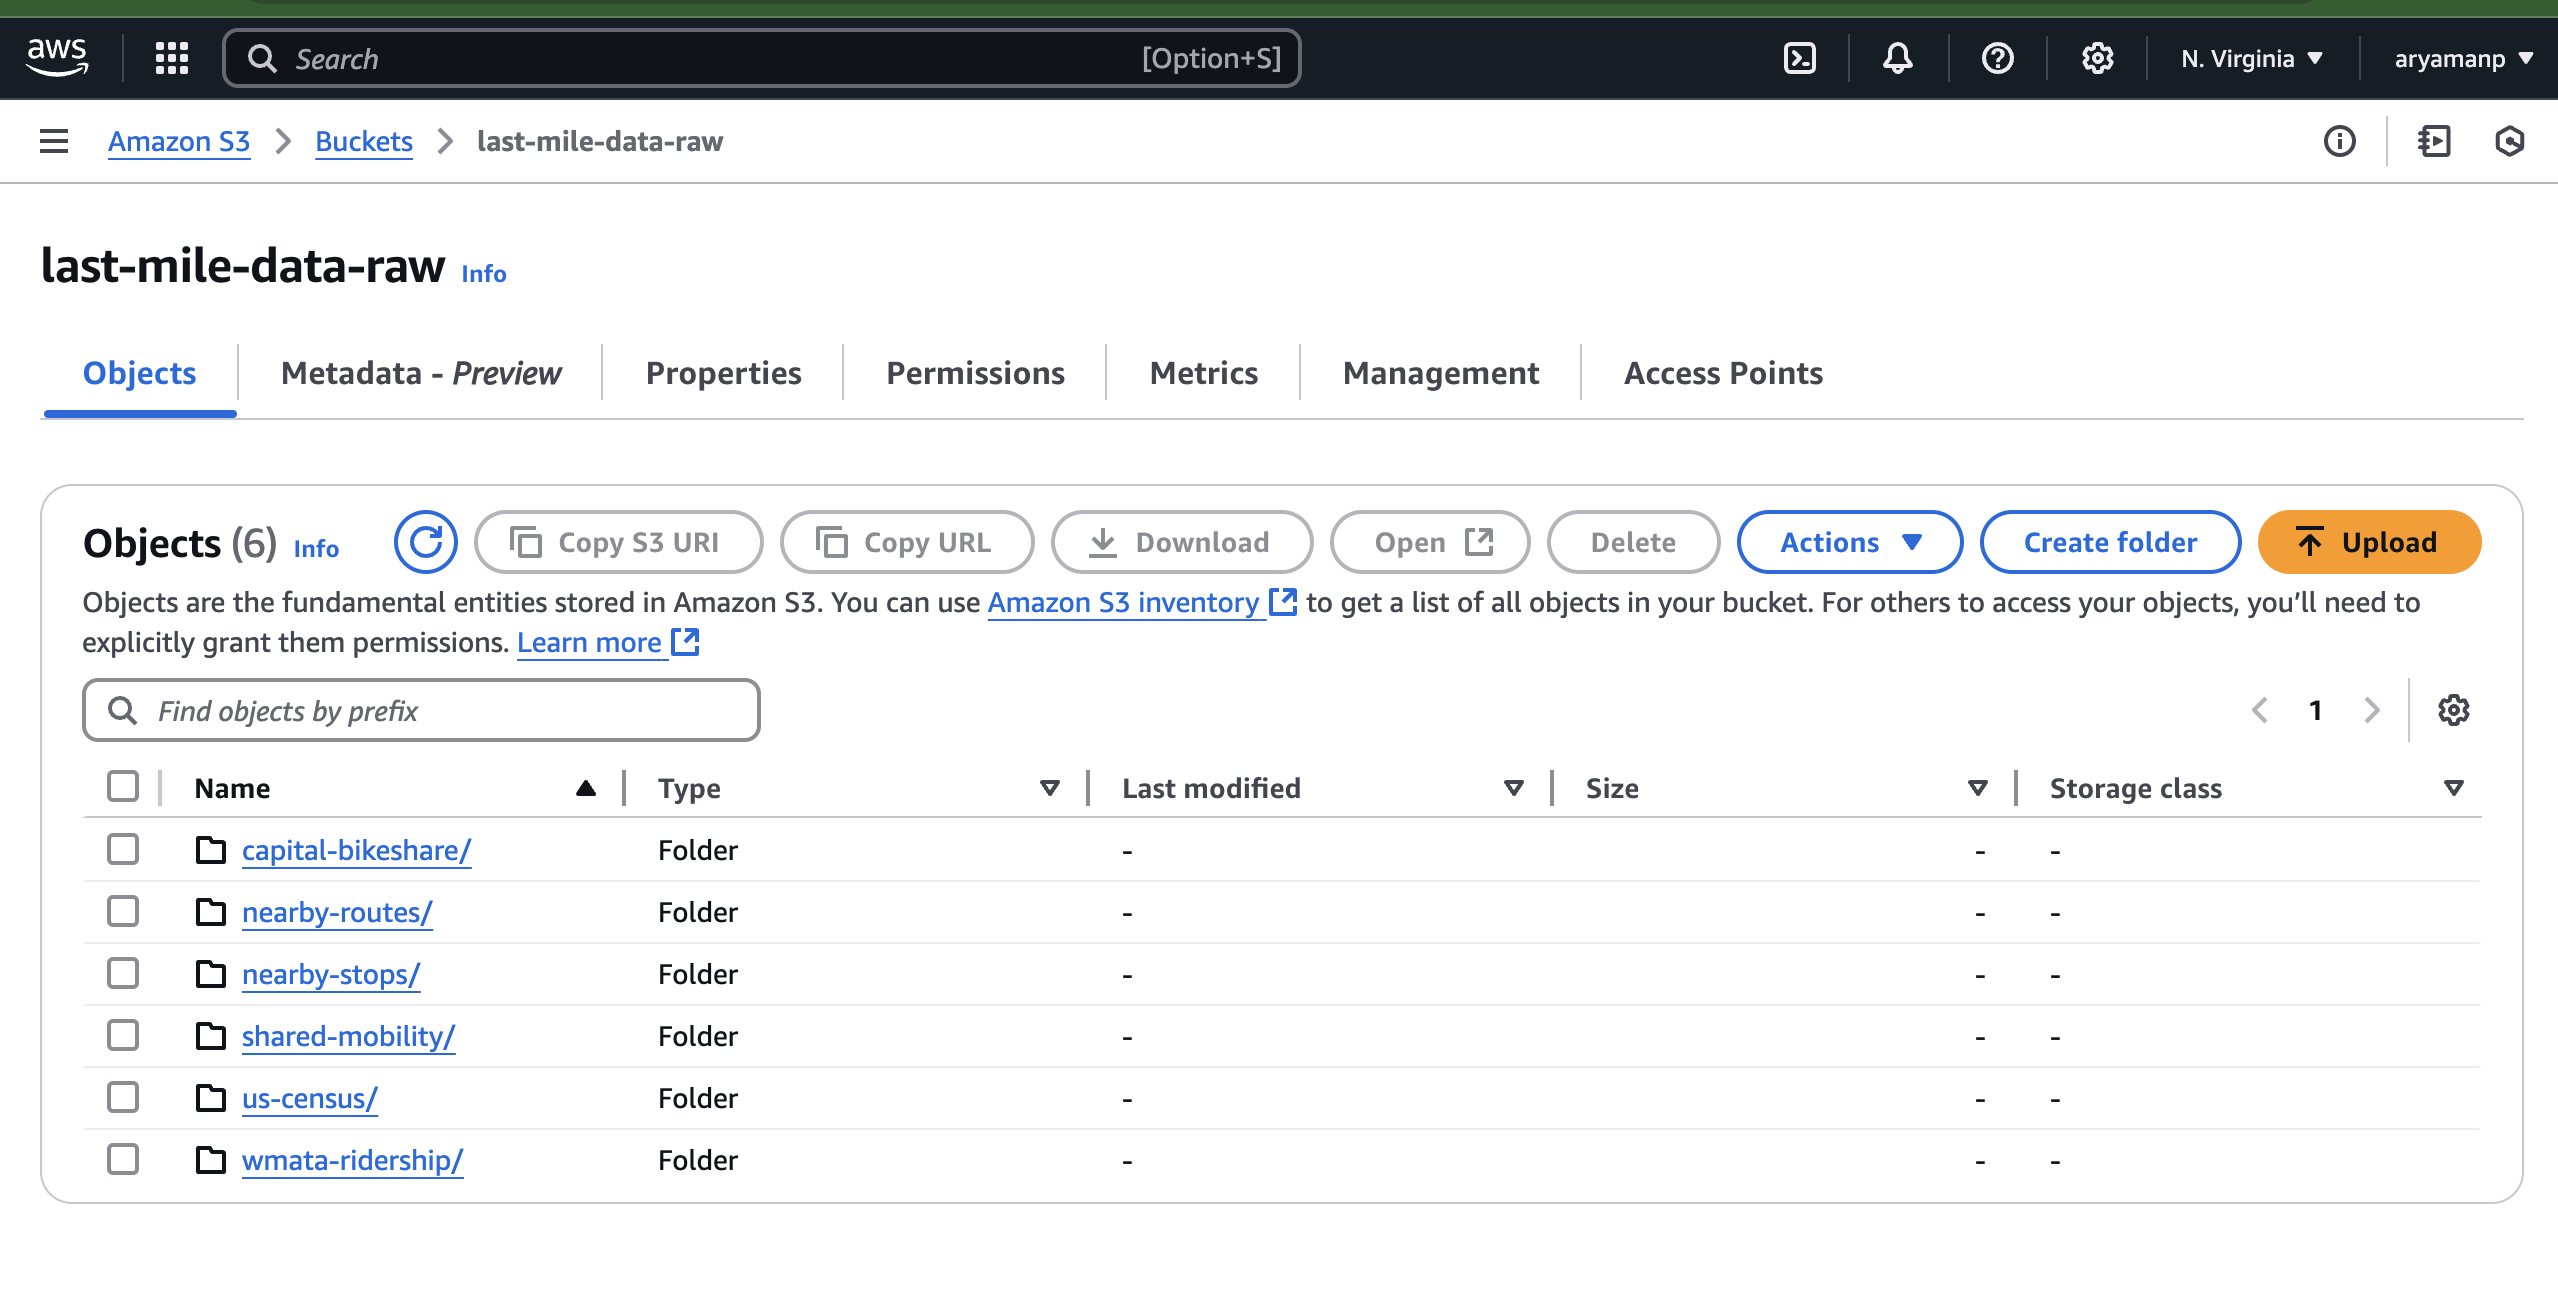 aws Search [Option+S] N. Virginia aryamanp
Amazon S3 Buckets last-mile-data-raw
last-mile-data-raw Info
Objects Metadata - Preview Properties Permissions Metrics Management Access Points
Objects (6) Info Copy S3 URI Copy URL Download Open Delete Actions Create folder Upload
Objects are the fundamental entities stored in Amazon S3. You can use Amazon S3 inventory to get a list of all objects in your bucket. For others to access your objects, you’ll need to
explicitly grant them permissions. Learn more
Find objects by prefix 1
Name Type Last modified Size Storage class
capital-bikeshare/ Folder - - -
nearby-routes/ Folder - - -
nearby-stops/ Folder - - -
shared-mobility/ Folder - - -
us-census/ Folder - - -
wmata-ridership/ Folder - - -